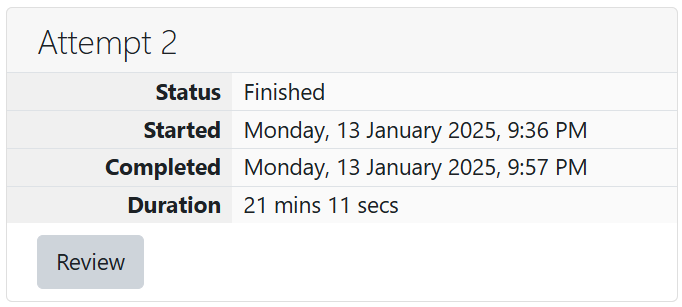 Attempt 2
Status Finished
Started Monday, 13 January 2025, 9:36 PM
Completed Monday, 13 January 2025, 9:57 PM
Duration 21 mins 11 secs
Review